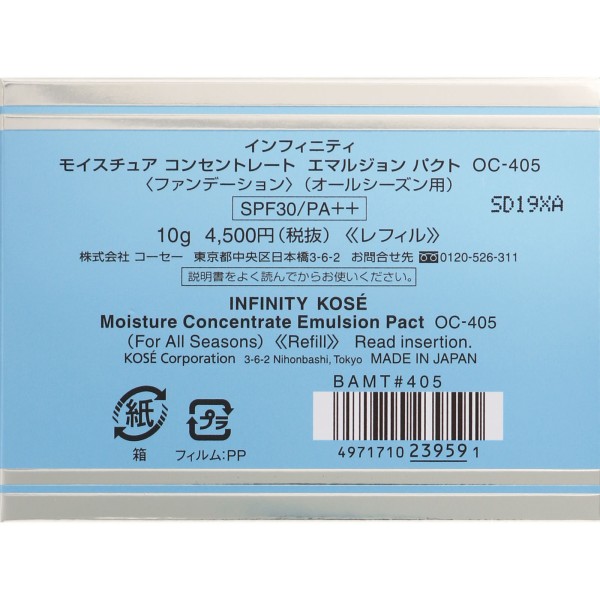 インフィニティ
モイスチュア コンセントレート エマルジョン パクト OC-405
〈ファンデーション〉(オールシーズン用)
SD19XA
SPF30/PA++
10g 4,500円(税抜) 《レフィル》
株式会社 コーセー 東京都中央区日本橋3-6-2 お問合せ先 0120-526-311
説明書をよく読んでからお使いください。
INFINITY KOSÉ
Moisture Concentrate Emulsion Pact OC-405
(For All Seasons) 《Refill》 Read insertion.
KOSÉ Corporation 3-6-2 Nihonbashi, Tokyo MADE IN JAPAN
BAMT#405
紙
プラ
箱 フィルム:PP
4971710 23959 1